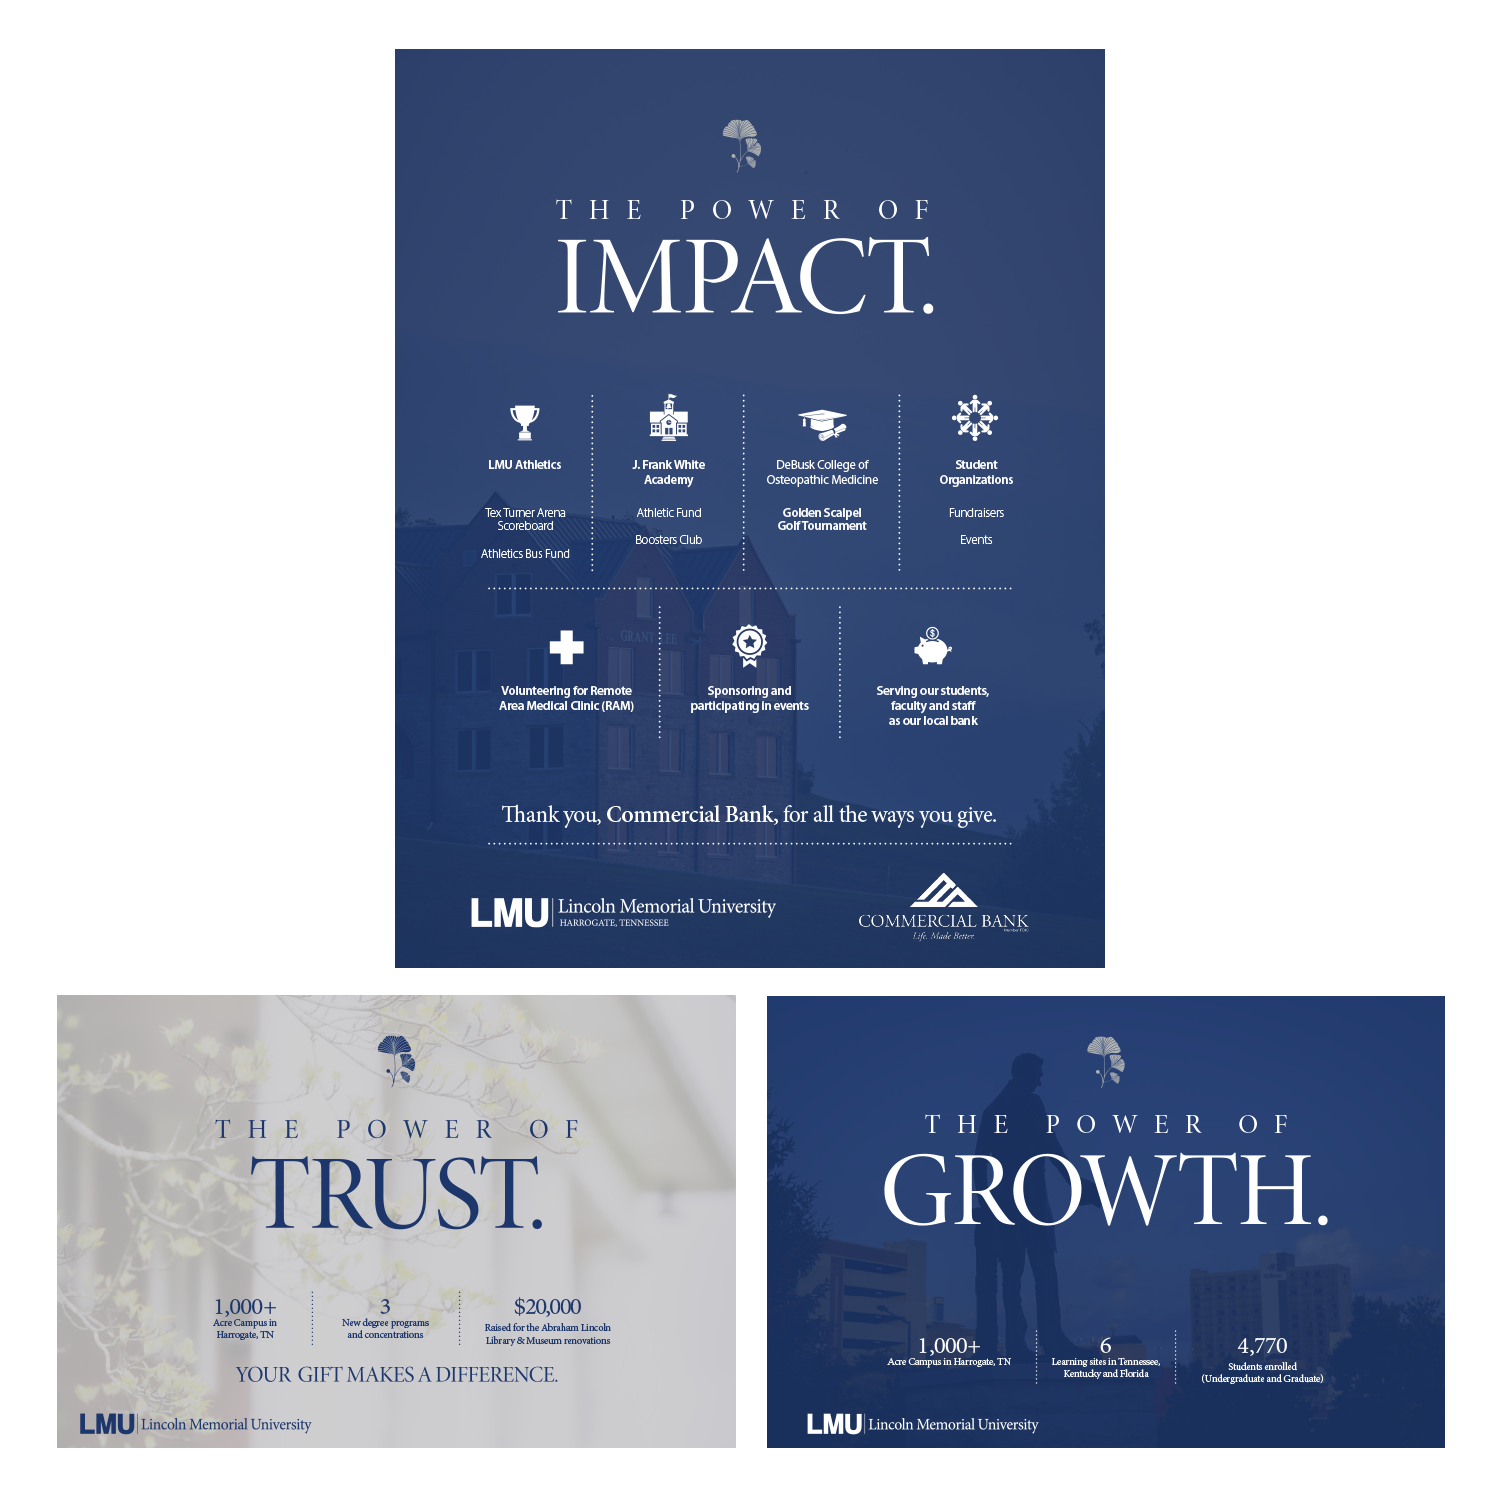 THE POWER OF
IMPACT.
LMU Athletics
Tex Turner Arena
Scoreboard
Athletics Bus Fund
J. Frank White
Academy
Athletic Fund
Boosters Club
DeBusk College of
Osteopathic Medicine
Golden Scalpel
Golf Tournament
Student
Organizations
Fundraisers
Events
GRANT LEE
Volunteering for Remote
Area Medical Clinic (RAM)
Sponsoring and
participating in events
$
Serving our students,
faculty and staff
as our local bank
Thank you, Commercial Bank, for all the ways you give.
LMU Lincoln Memorial University
HARROGATE, TENNESSEE
COMMERCIAL BANK
Member FDIC
Life. Made Better.
THE POWER OF
TRUST.
1,000+
Acre Campus in
Harrogate, TN
3
New degree programs
and concentrations
$20,000
Raised for the Abraham Lincoln
Library & Museum renovations
YOUR GIFT MAKES A DIFFERENCE.
LMU Lincoln Memorial University
THE POWER OF
GROWTH.
1,000+
Acre Campus in Harrogate, TN
6
Learning sites in Tennessee,
Kentucky and Florida
4,770
Students enrolled
(Undergraduate and Graduate)
LMU Lincoln Memorial University